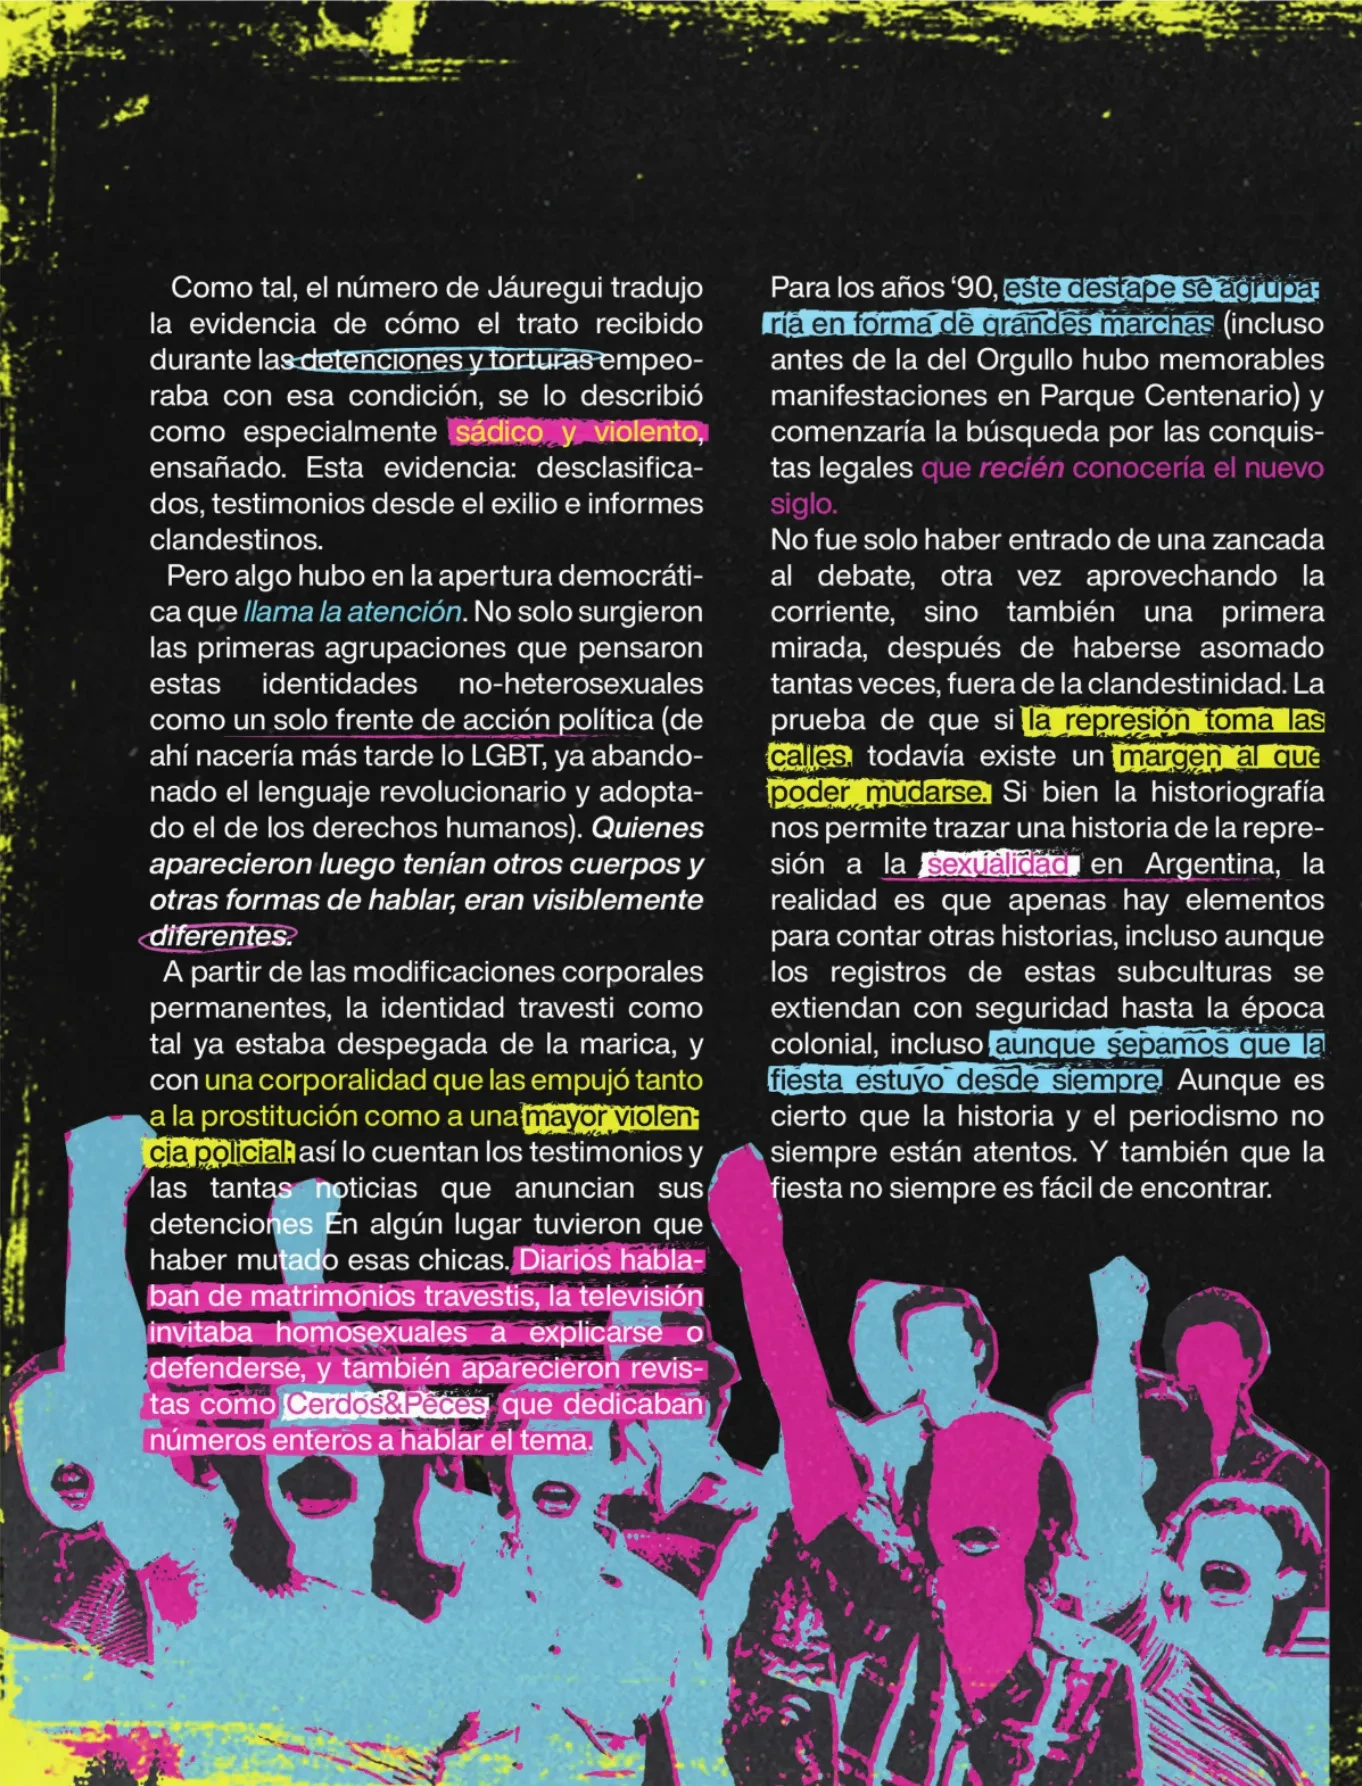 Como tal, el número de Jáuregui tradujo
la evidencia de cómo el trato recibido
durante las detenciones y torturas empeo-
raba con esa condición, se lo describió
como especialmente sádico y violento,
ensañado. Esta evidencia: desclasifica-
dos, testimonios desde el exilio e informes
clandestinos.
Pero algo hubo en la apertura democráti-
ca que llama la atención. No solo surgieron
las primeras agrupaciones que pensaron
estas identidades no-heterosexuales
como un solo frente de acción política (de
ahí nacería más tarde lo LGBT, ya abando-
nado el lenguaje revolucionario y adopta-
do el de los derechos humanos). Quienes
aparecieron luego tenían otros cuerpos y
otras formas de hablar, eran visiblemente
diferentes.
A partir de las modificaciones corporales
permanentes, la identidad travesti como
tal ya estaba despegada de la marica, y
con una corporalidad que las empujó tanto
a la prostitución como a una mayor violen-
cia policial: así lo cuentan los testimonios y
las tantas noticias que anuncian sus
detenciones En algún lugar tuvieron que
haber mutado esas chicas. Diarios habla-
ban de matrimonios travestis, la televisión
invitaba homosexuales a explicarse o
defenderse, y también aparecieron revis-
tas como Cerdos&Peces, que dedicaban
números enteros a hablar el tema.
Para los años ‘90, este destape se agrupa-
ría en forma de grandes marchas (incluso
antes de la del Orgullo hubo memorables
manifestaciones en Parque Centenario) y
comenzaría la búsqueda por las conquis-
tas legales que recién conocería el nuevo
siglo.
No fue solo haber entrado de una zancada
al debate, otra vez aprovechando la
corriente, sino también una primera
mirada, después de haberse asomado
tantas veces, fuera de la clandestinidad. La
prueba de que si la represión toma las
calles, todavía existe un margen al que
poder mudarse. Si bien la historiografía
nos permite trazar una historia de la repre-
sión a la sexualidad en Argentina, la
realidad es que apenas hay elementos
para contar otras historias, incluso aunque
los registros de estas subculturas se
extiendan con seguridad hasta la época
colonial, incluso aunque sepamos que la
fiesta estuvo desde siempre. Aunque es
cierto que la historia y el periodismo no
siempre están atentos. Y también que la
fiesta no siempre es fácil de encontrar.